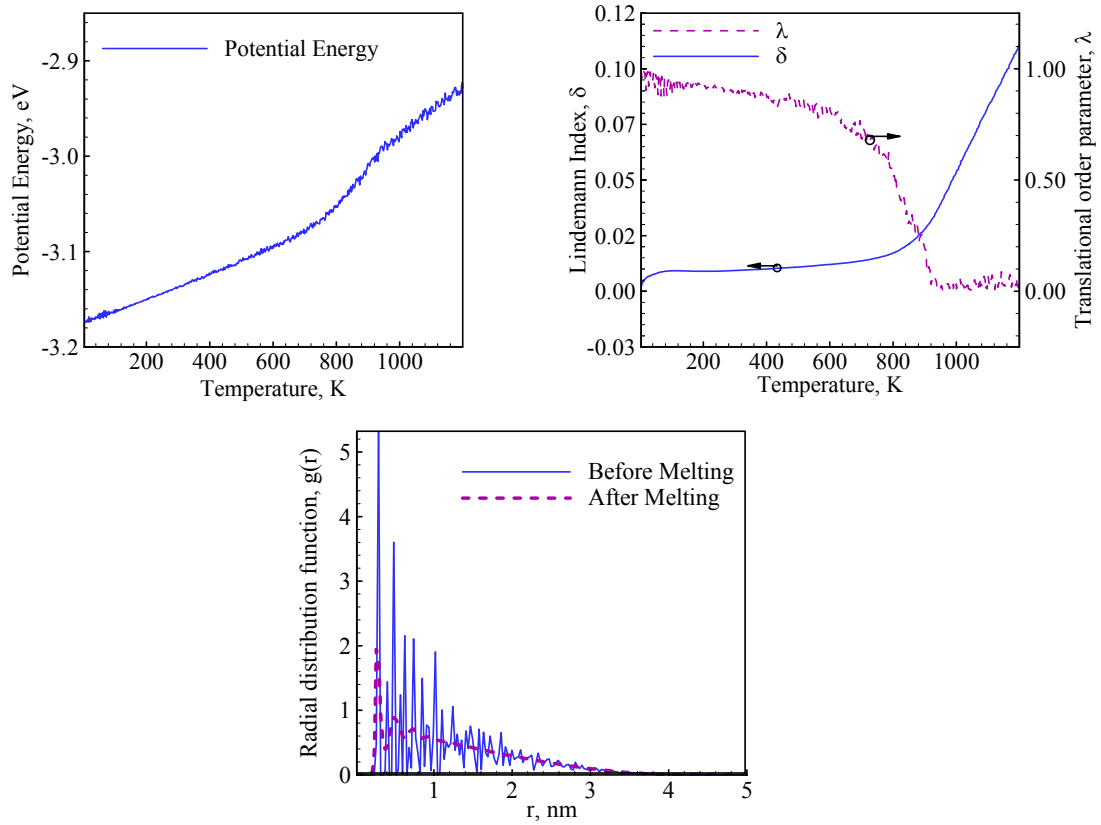 Potential Energy
-2.9
-3.0
-3.1
-3.2
Potential Energy, eV
200
400
600
800
1000
Temperature, K
λ
δ
0.12
0.10
0.07
0.05
0.02
0.00
-0.03
Lindemann Index, δ
1.00
0.50
0.00
Translational order parameter, λ
200
400
600
800
1000
Temperature, K
Before Melting
After Melting
5
4
3
2
1
0
Radial distribution function, g(r)
1
2
3
4
5
r, nm